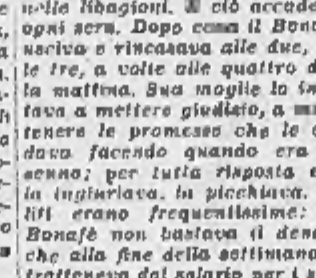 nelle libagioni. E ciò accade
ogni sera. Dopo cena il Bona
usciva e rincasava alle due,
le tre, a volte alle quattro d
la mattina. Sua moglie lo in
tava a mettere giudizio, a
tenere le promesse che le a
dava facendo quando era
senno; per tutta risposta e
la ingiuriava, la picchiava.
liti erano frequentissime:
Bonafè non bastava il dena
che alla fine della settimana
tratteneva dal salario per i s